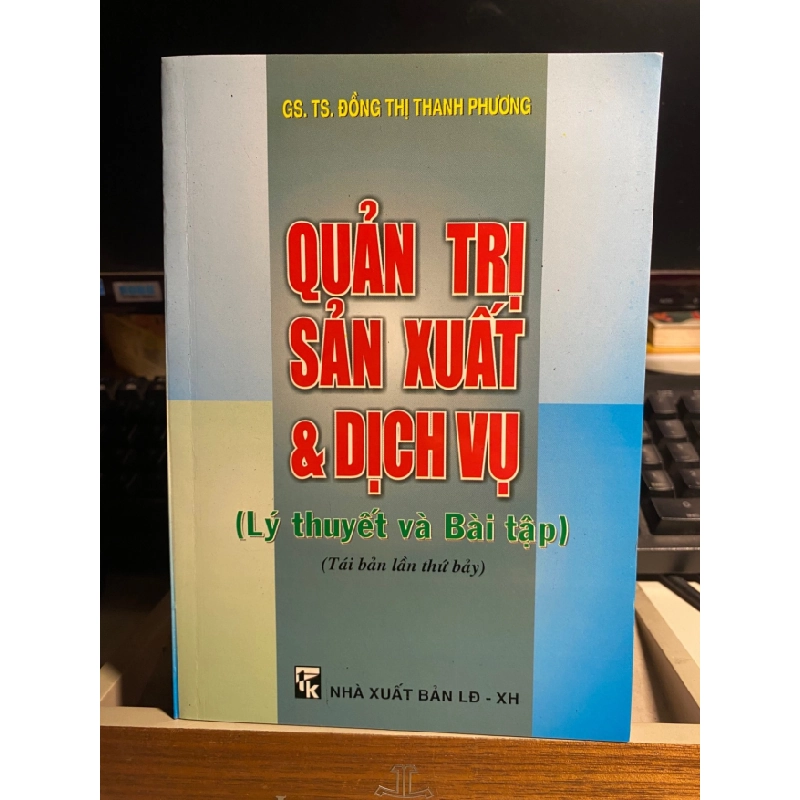 GS. TS. ĐỒNG THỊ THANH PHƯƠNG
QUẢN TRỊ
SẢN XUẤT
& DỊCH VỤ
(Lý thuyết và Bài tập)
(Tái bản lần thứ bảy)
tk NHÀ XUẤT BẢN LĐ - XH